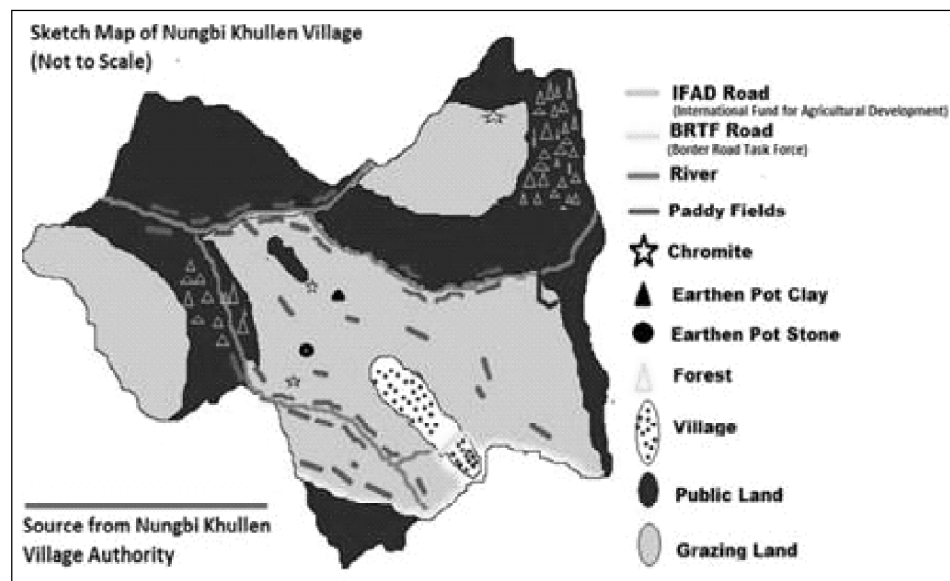 Sketch Map of Nungbi Khullen Village
(Not to Scale)
IFAD Road
(International Fund for Agricultural Development)
BRTF Road
(Border Road Task Force)
River
Paddy Fields
Chromite
Earthen Pot Clay
Earthen Pot Stone
Forest
Village
Public Land
Grazing Land
Source from Nungbi Khullen
Village Authority